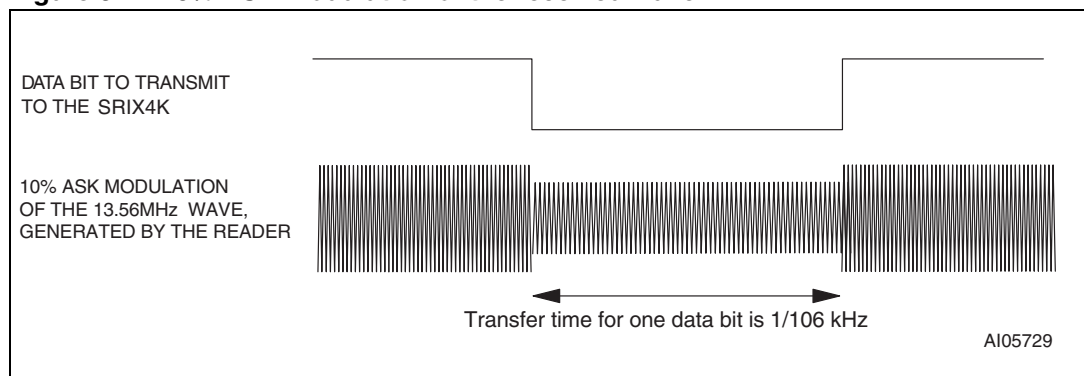 DATA BIT TO TRANSMIT
TO THE SRIX4K
10% ASK MODULATION
OF THE 13.56MHz WAVE,
GENERATED BY THE READER
Transfer time for one data bit is 1/106 kHz
AI05729